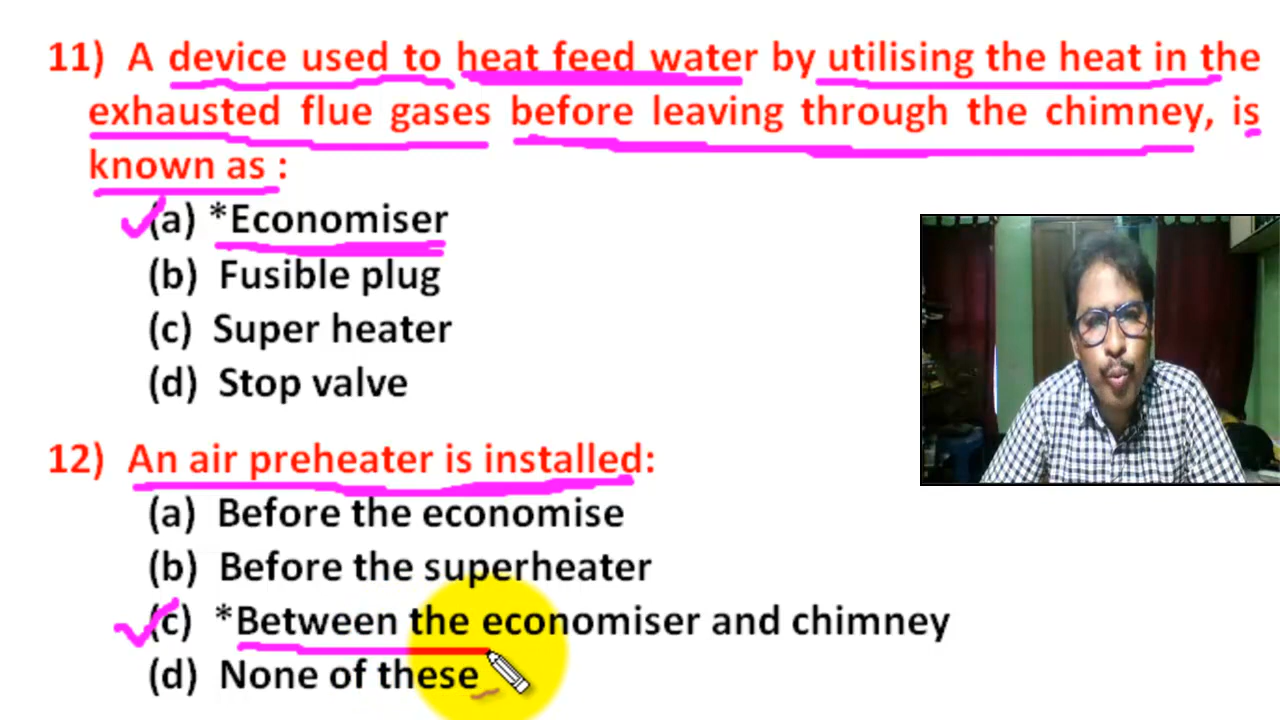 11) A device used to heat feed water by utilising the heat in the
exhausted flue gases before leaving through the chimney, is
known as :
(a) *Economiser
(b) Fusible plug
(c) Super heater
(d) Stop valve
12) An air preheater is installed:
(a) Before the economise
(b) Before the superheater
(c) *Between the economiser and chimney
(d) None of these